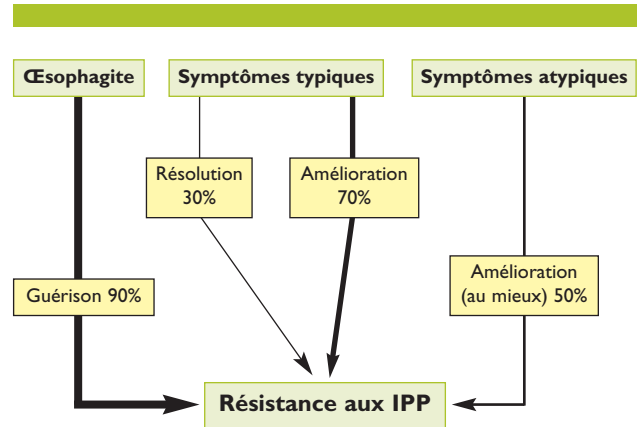 Œsophagite
Symptômes typiques
Symptômes atypiques
Résolution
30%
Amélioration
70%
Guérison 90%
Amélioration
(au mieux) 50%
Résistance aux IPP